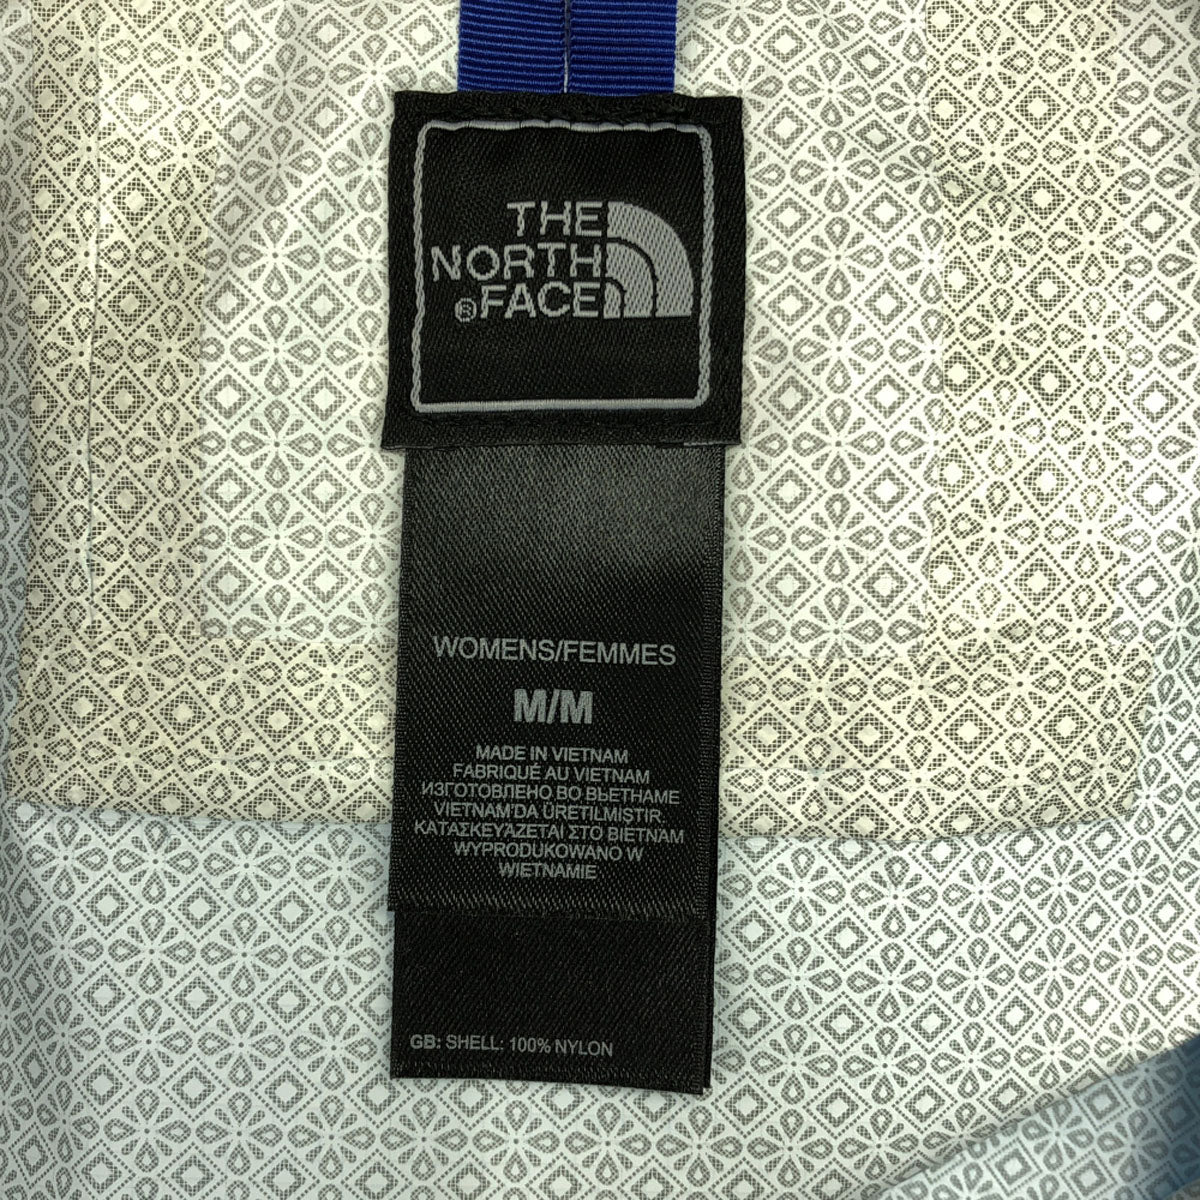 THE
NORTH
® FACE
WOMENS/FEMMES
M/M
MADE IN VIETNAM
FABRIQUÉ AU VIETNAM
ИЗГОТОВЛЕНО ВО ВЬЕТНАМЕ
VIETNAM'DA ÜRETILMIŞTIR.
ΚΑΤΑΣΚΕΥΑΖΕΤΑΙ ΣΤΟ ΒΙΕΤΝΑΜ
WYPRODUKOWANO W
WIETNAMIE
GB: SHELL: 100% NYLON